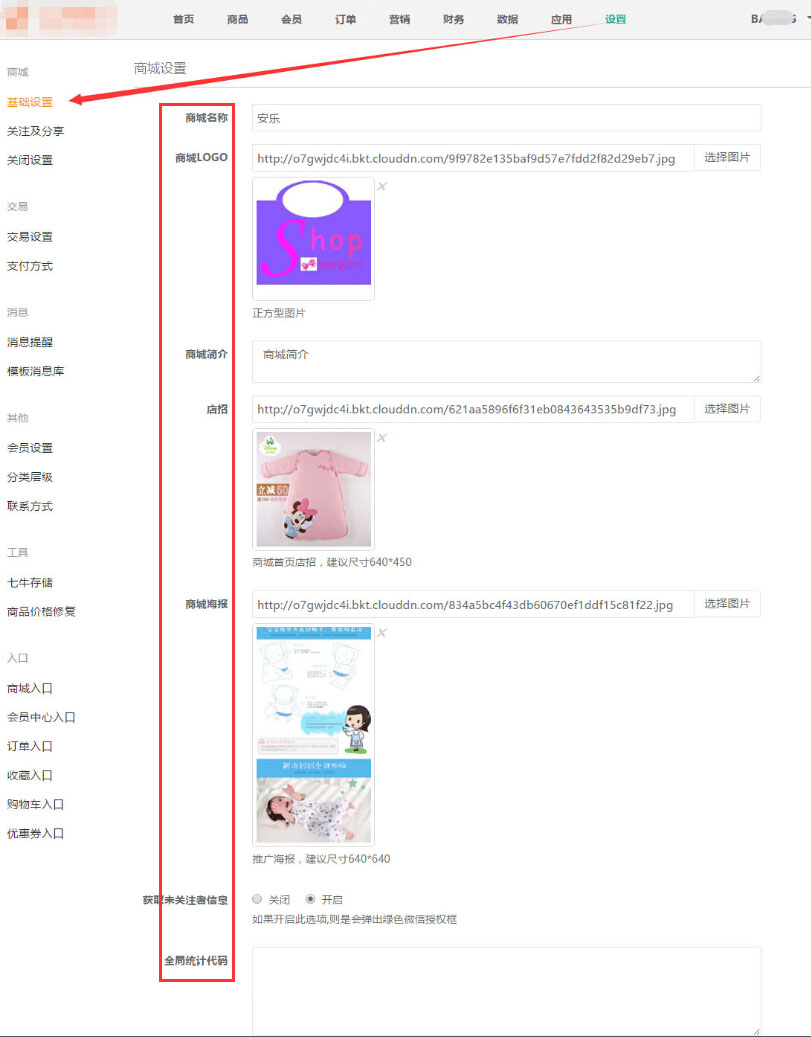 首页 商品 会员 订单 营销 财务 数据 应用 设置
商城
商城设置
基础设置
关注及分享
关闭设置
交易
交易设置
支付方式
消息
消息提醒
模板消息库
其他
会员设置
分类层级
联系方式
工具
七牛存储
商品价格修复
入口
商城入口
会员中心入口
订单入口
收藏入口
购物车入口
优惠券入口
商城名称 安乐
商城LOGO http://o7gwjdc4i.bkt.clouddn.com/9f9782e135baf9d57e7fdd2f82d29eb7.jpg 选择图片
Shop
正方型图片
商城简介 商城简介
店招 http://o7gwjdc4i.bkt.clouddn.com/621aa5896f6f31eb0843643535b9df73.jpg 选择图片
立减50
商城首页店招，建议尺寸640*450
商城海报 http://o7gwjdc4i.bkt.clouddn.com/834a5bc4f43db60670ef1ddf15c81f22.jpg 选择图片
推广海报，建议尺寸640*640
获取未关注者信息 关闭 开启
如果开启此选项,则是会弹出绿色微信授权框
全局统计代码